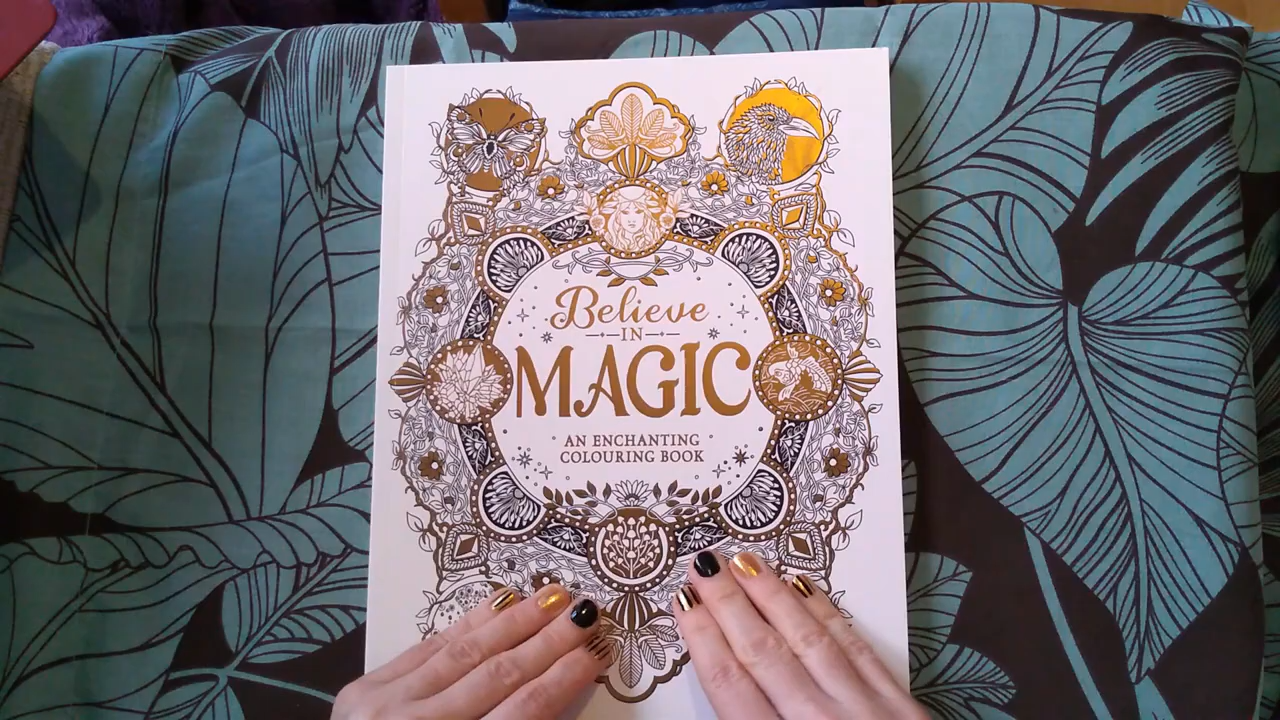 Believe
IN
MAGIC
AN ENCHANTING
COLOURING BOOK